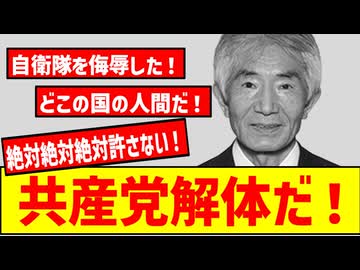 自衛隊を侮辱した！
どこの国の人間だ！
絶対絶対絶対許さない！
共産党解体だ！